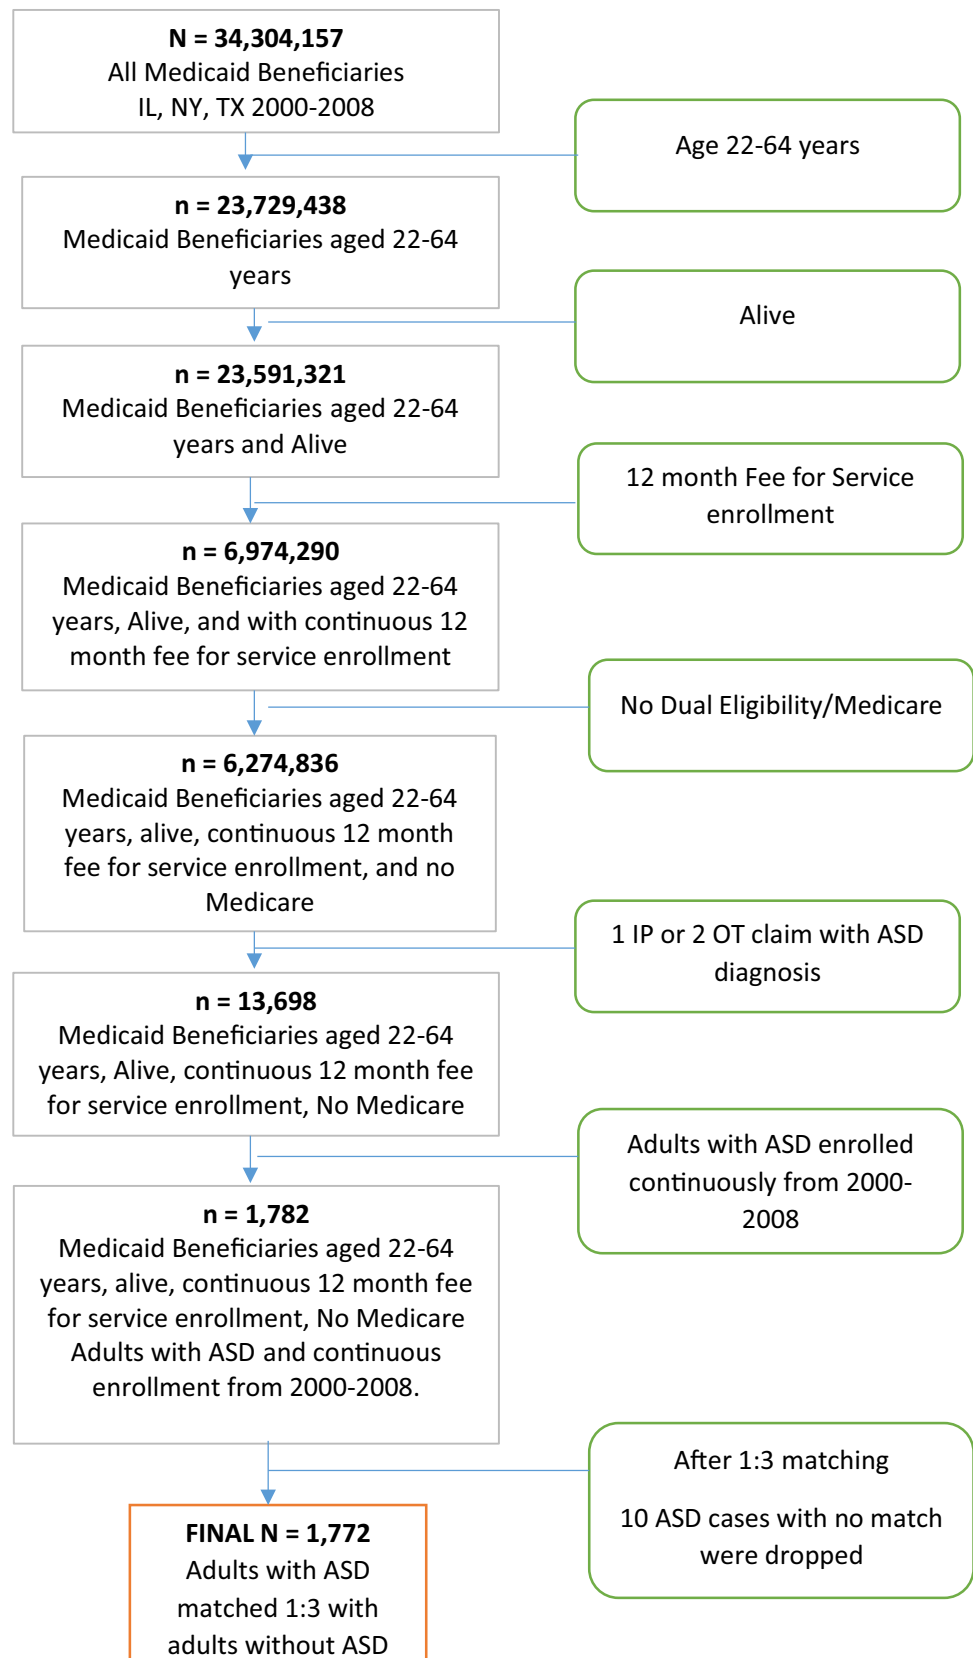 N = 34,304,157
All Medicaid Beneficiaries
IL, NY, TX 2000-2008
Age 22-64 years
n = 23,729,438
Medicaid Beneficiaries aged 22-64
years
Alive
n = 23,591,321
Medicaid Beneficiaries aged 22-64
years and Alive
12 month Fee for Service
enrollment
n = 6,974,290
Medicaid Beneficiaries aged 22-64
years, Alive, and with continuous 12
month fee for service enrollment
No Dual Eligibility/Medicare
n = 6,274,836
Medicaid Beneficiaries aged 22-64
years, alive, continuous 12 month
fee for service enrollment, and no
Medicare
1 IP or 2 OT claim with ASD
diagnosis
n = 13,698
Medicaid Beneficiaries aged 22-64
years, Alive, continuous 12 month fee
for service enrollment, No Medicare
Adults with ASD enrolled
continuously from 2000-
2008
n = 1,782
Medicaid Beneficiaries aged 22-64
years, alive, continuous 12 month fee
for service enrollment, No Medicare
Adults with ASD and continuous
enrollment from 2000-2008.
After 1:3 matching
10 ASD cases with no match
were dropped
FINAL N = 1,772
Adults with ASD
matched 1:3 with
adults without ASD